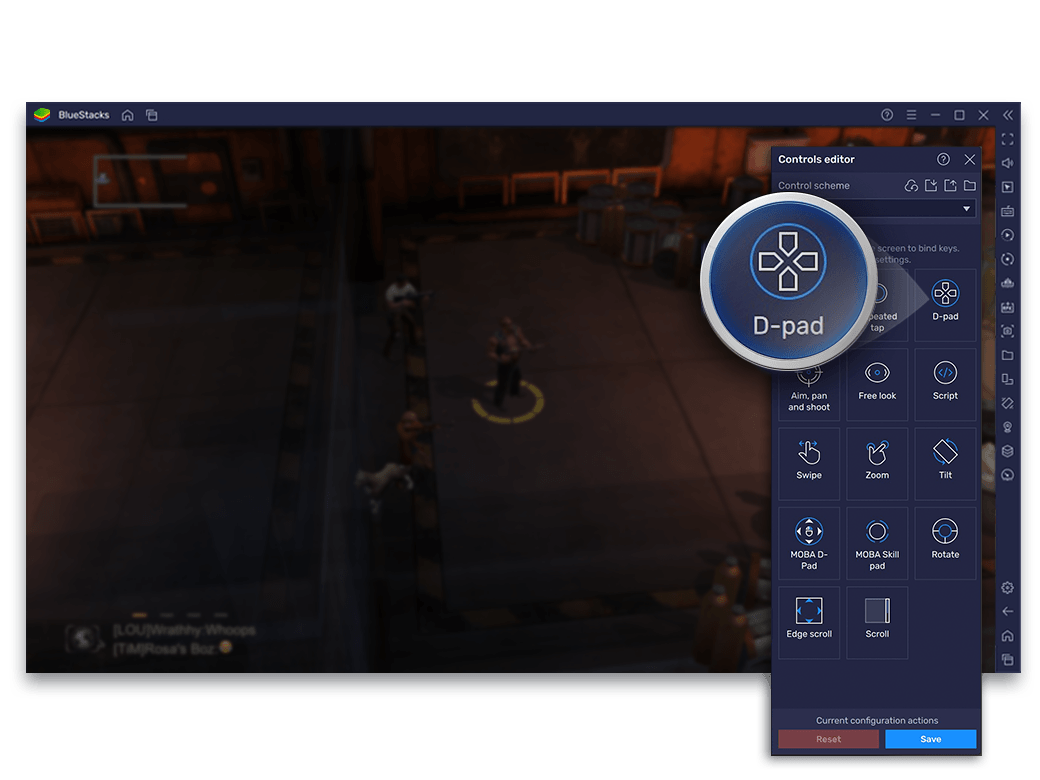 BlueStacks
Controls editor
Control scheme
screen to bind keys.
settings.
D-pad
tap
D-pad
Aim, pan
and shoot
Free look
Script
Swipe
Zoom
Tilt
MOBA D-
Pad
MOBA Skill
pad
Rotate
Edge scroll
Scroll
[LOU]Wrathhy: Whoops
[TiM]Rosa's Boz:
Current configuration actions
Reset
Save